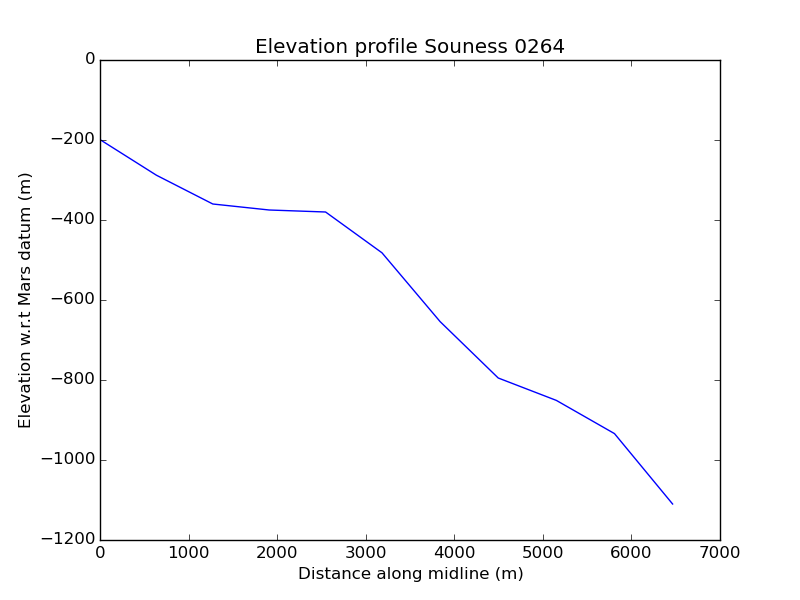 Elevation profile Souness 0264
0
−200
−400
−600
−800
−1000
−1200
Elevation w.r.t Mars datum (m)
0 1000 2000 3000 4000 5000 6000 7000
Distance along midline (m)